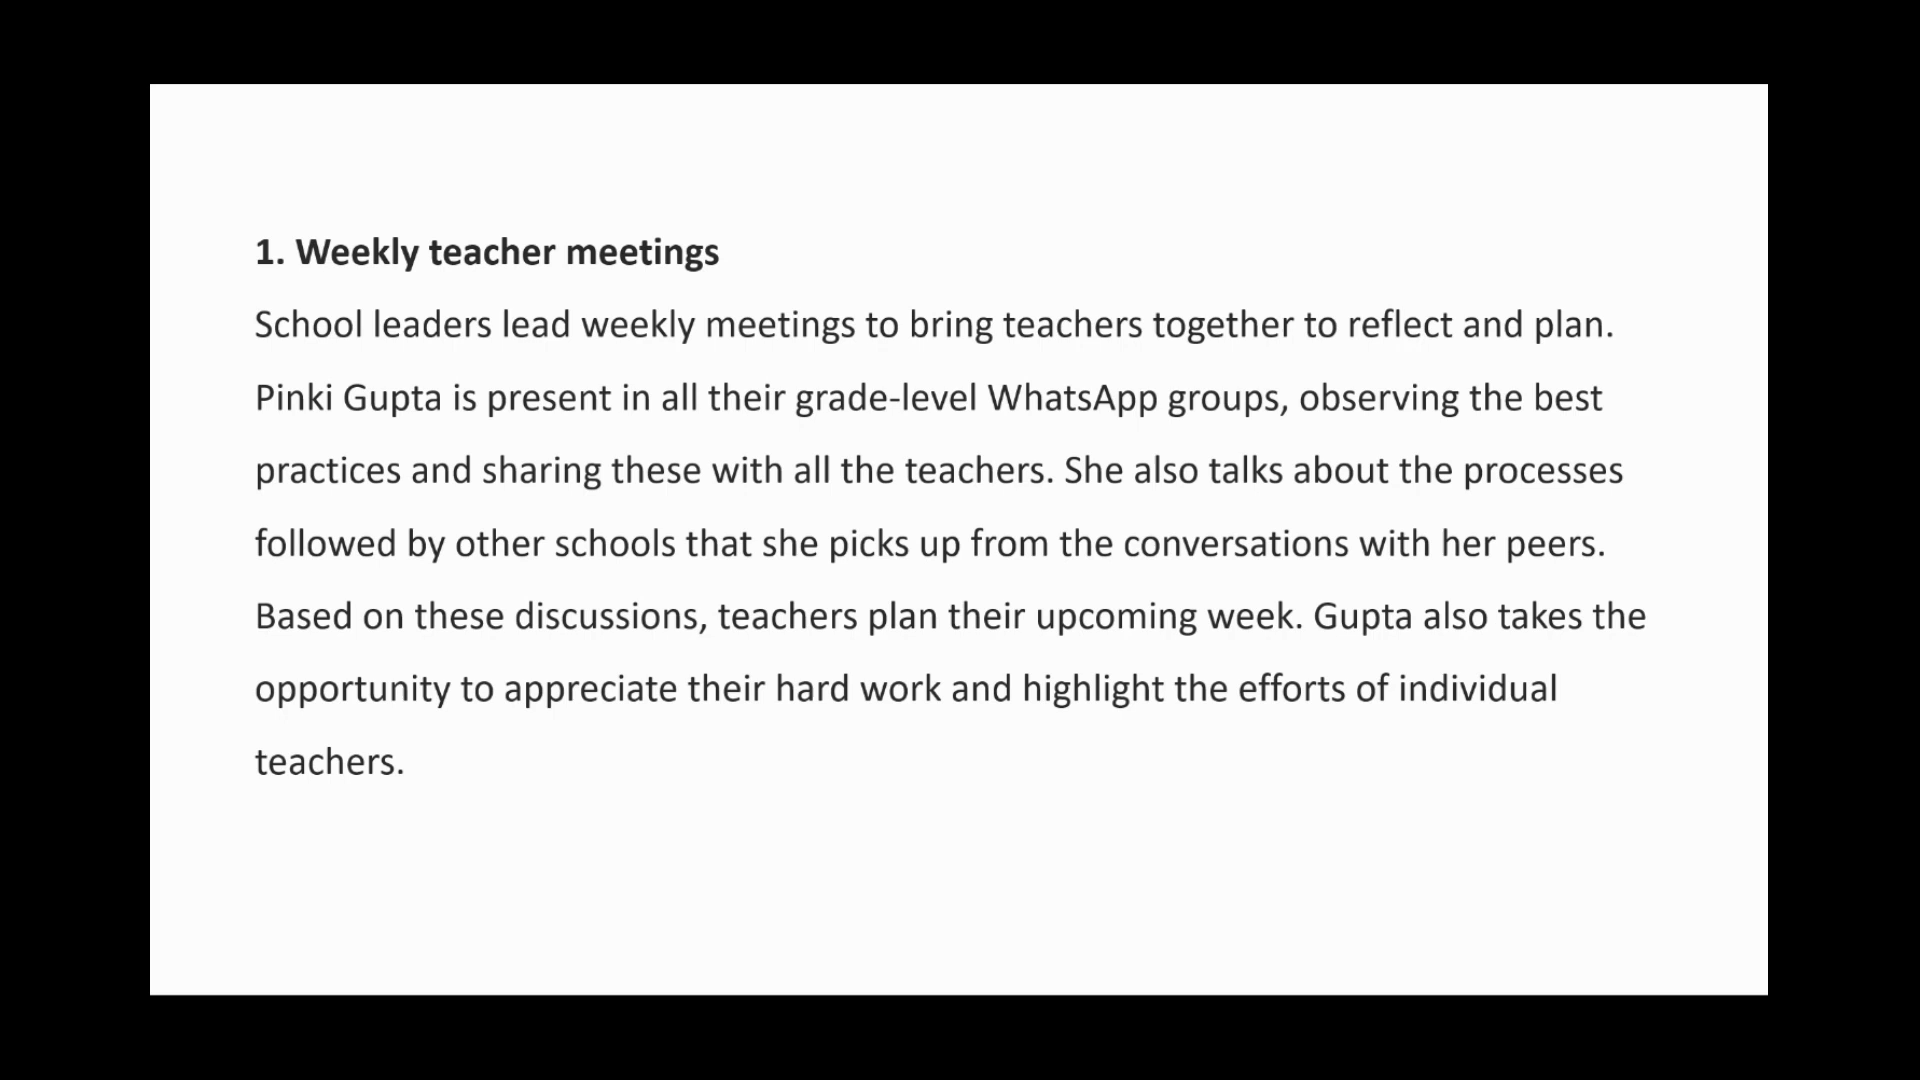 1. Weekly teacher meetings
School leaders lead weekly meetings to bring teachers together to reflect and plan.
Pinki Gupta is present in all their grade-level WhatsApp groups, observing the best
practices and sharing these with all the teachers. She also talks about the processes
followed by other schools that she picks up from the conversations with her peers.
Based on these discussions, teachers plan their upcoming week. Gupta also takes the
opportunity to appreciate their hard work and highlight the efforts of individual
teachers.